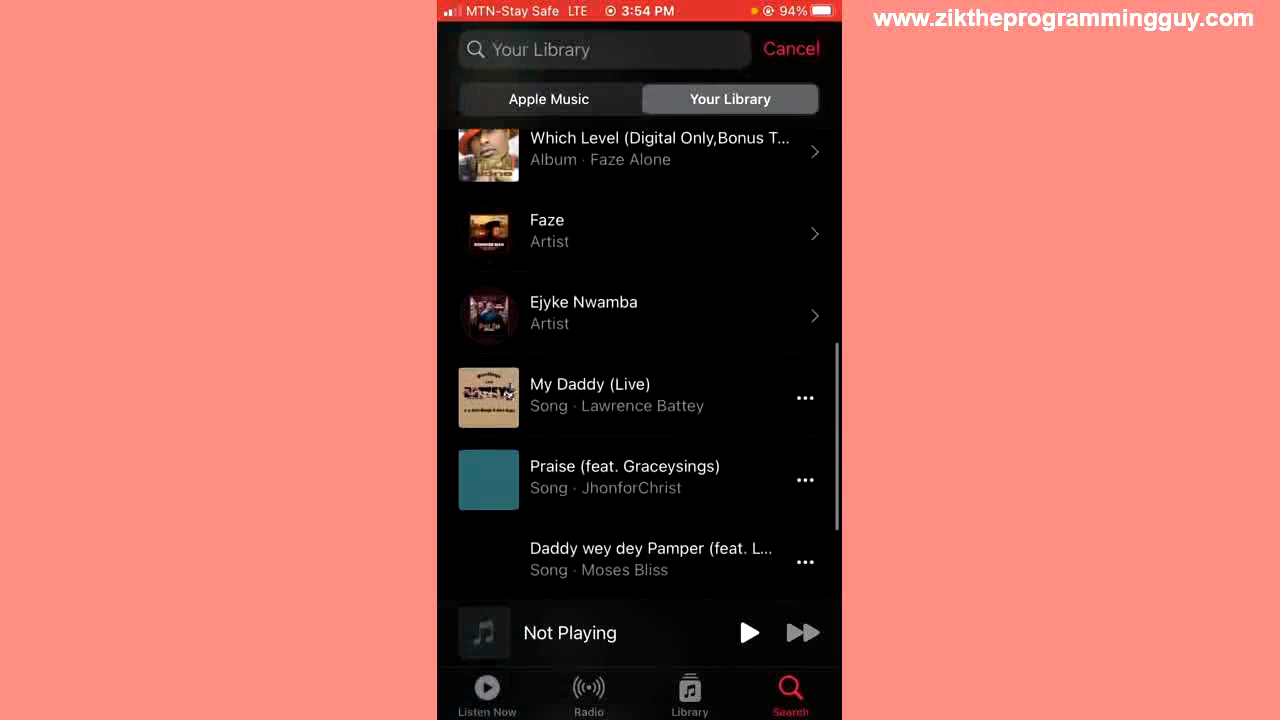 MTN-Stay Safe LTE 3:54 PM 94%
www.ziktheprogrammingguy.com
Your Library Cancel
Apple Music Your Library
Which Level (Digital Only,Bonus T...
Album · Faze Alone
Faze
Artist
Ejyke Nwamba
Artist
My Daddy (Live)
Song · Lawrence Battey
Praise (feat. Graceysings)
Song · JhonforChrist
Daddy wey dey Pamper (feat. L...
Song · Moses Bliss
Not Playing
Listen Now Radio Library Search